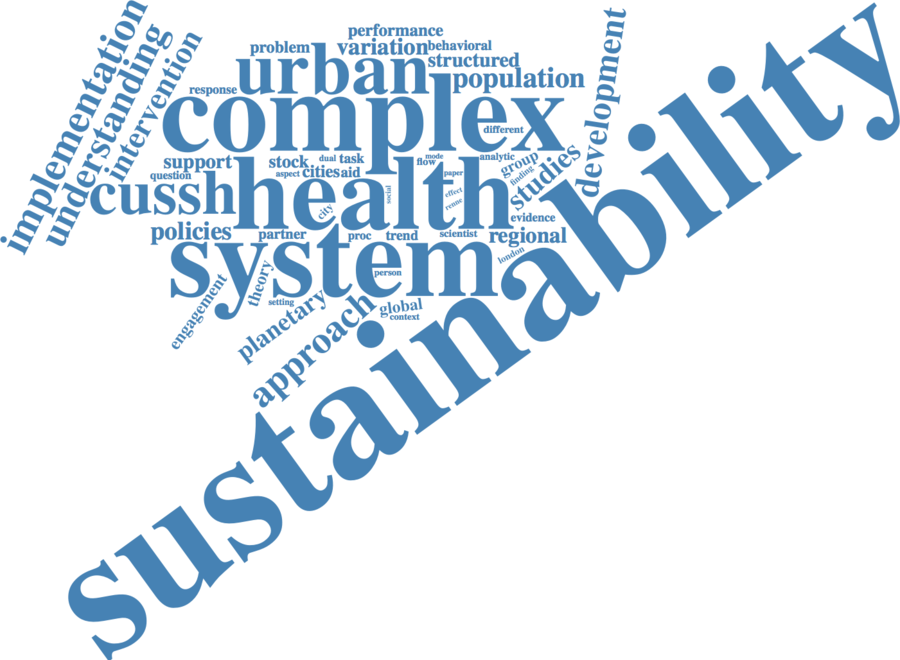 performance
problem
variation
behavioral
urban
structured
population
response
complex
different
implementation
understanding
intervention
development
support
stock
dual
task
flow
mode
analytic
group
finding
studies
question
aspect
cities
aid
paper
cussh
health
social
effect
city
evidence
policies
partner
proc
trend
scientist
regional
system
london
person
theory
setting
engagement
planetary
approach
global
context
sustainability